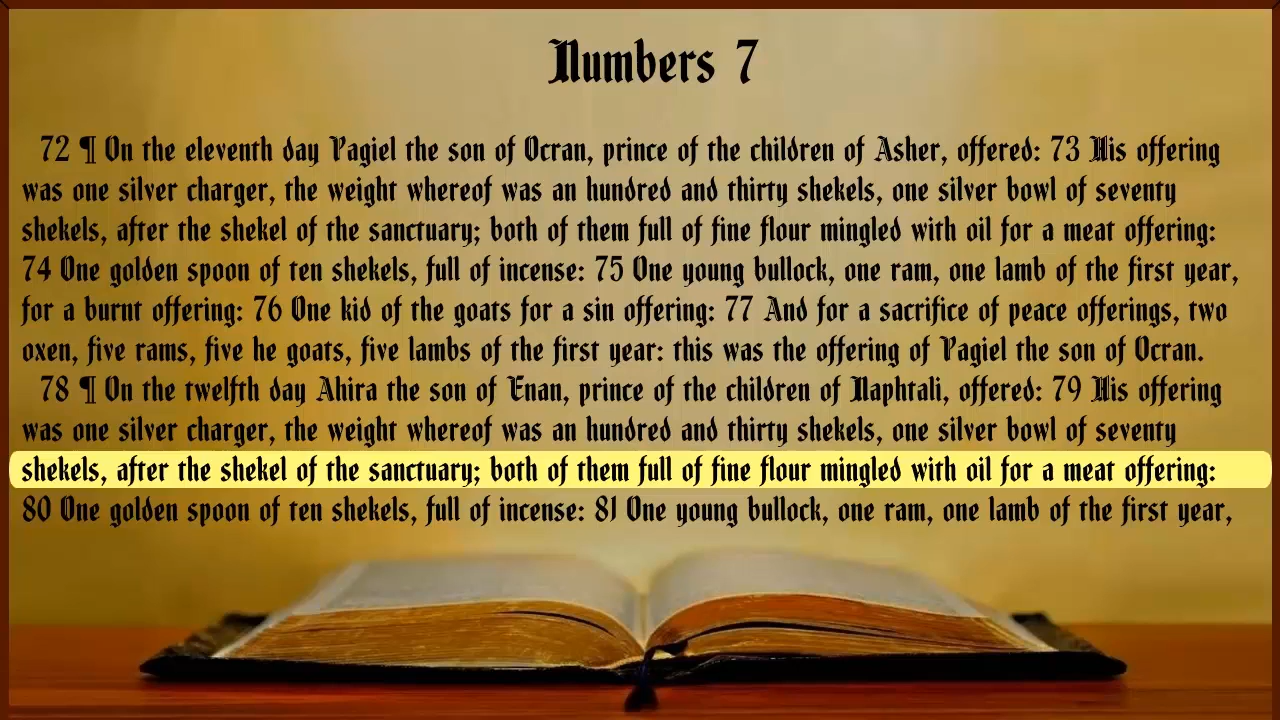 Numbers 7
72 ¶ On the eleventh day Pagiel the son of Ocran, prince of the children of Asher, offered: 73 His offering
was one silver charger, the weight whereof was an hundred and thirty shekels, one silver bowl of seventy
shekels, after the shekel of the sanctuary; both of them full of fine flour mingled with oil for a meat offering:
74 One golden spoon of ten shekels, full of incense: 75 One young bullock, one ram, one lamb of the first year,
for a burnt offering: 76 One kid of the goats for a sin offering: 77 And for a sacrifice of peace offerings, two
oxen, five rams, five he goats, five lambs of the first year: this was the offering of Pagiel the son of Ocran.
78 ¶ On the twelfth day Ahira the son of Enan, prince of the children of Naphtali, offered: 79 His offering
was one silver charger, the weight whereof was an hundred and thirty shekels, one silver bowl of seventy
shekels, after the shekel of the sanctuary; both of them full of fine flour mingled with oil for a meat offering:
80 One golden spoon of ten shekels, full of incense: 81 One young bullock, one ram, one lamb of the first year,